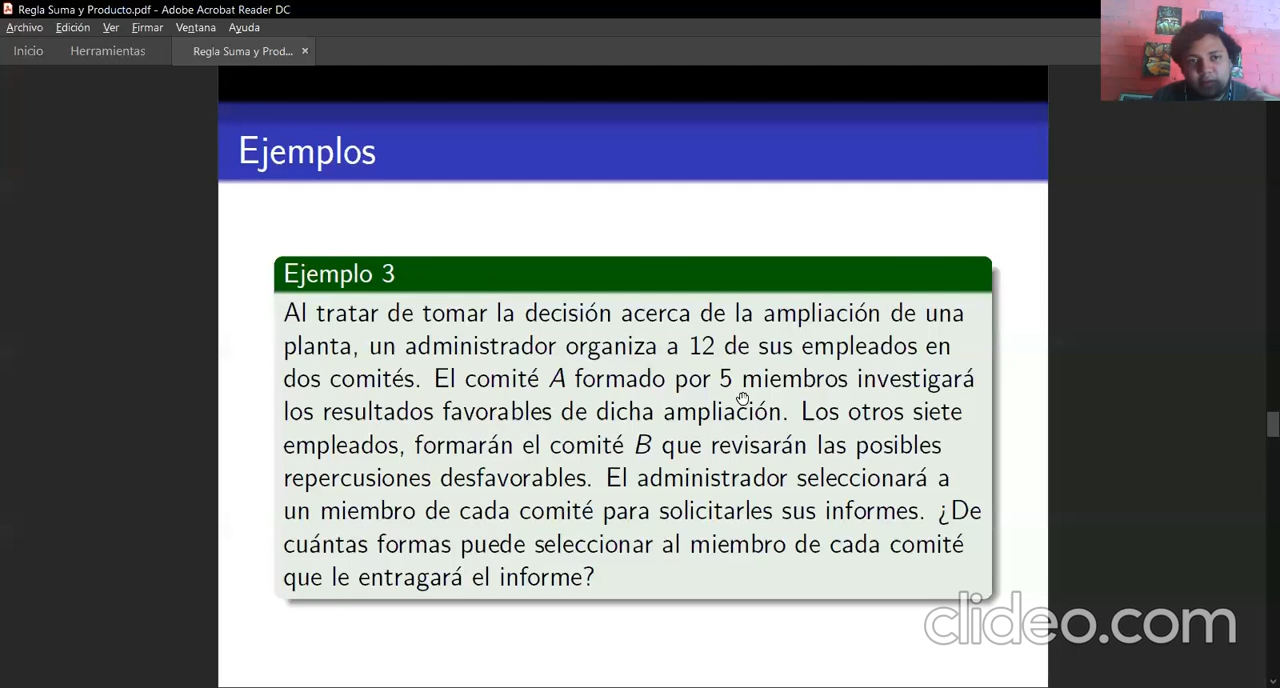 Regla Suma y Producto.pdf - Adobe Acrobat Reader DC
Archivo Edición Ver Firmar Ventana Ayuda
Inicio Herramientas Regla Suma y Prod... ×
Ejemplos
Ejemplo 3
Al tratar de tomar la decisión acerca de la ampliación de una
planta, un administrador organiza a 12 de sus empleados en
dos comités. El comité A formado por 5 miembros investigará
los resultados favorables de dicha ampliación. Los otros siete
empleados, formarán el comité B que revisarán las posibles
repercusiones desfavorables. El administrador seleccionará a
un miembro de cada comité para solicitarles sus informes. ¿De
cuántas formas puede seleccionar al miembro de cada comité
que le entragará el informe?
clideo.com